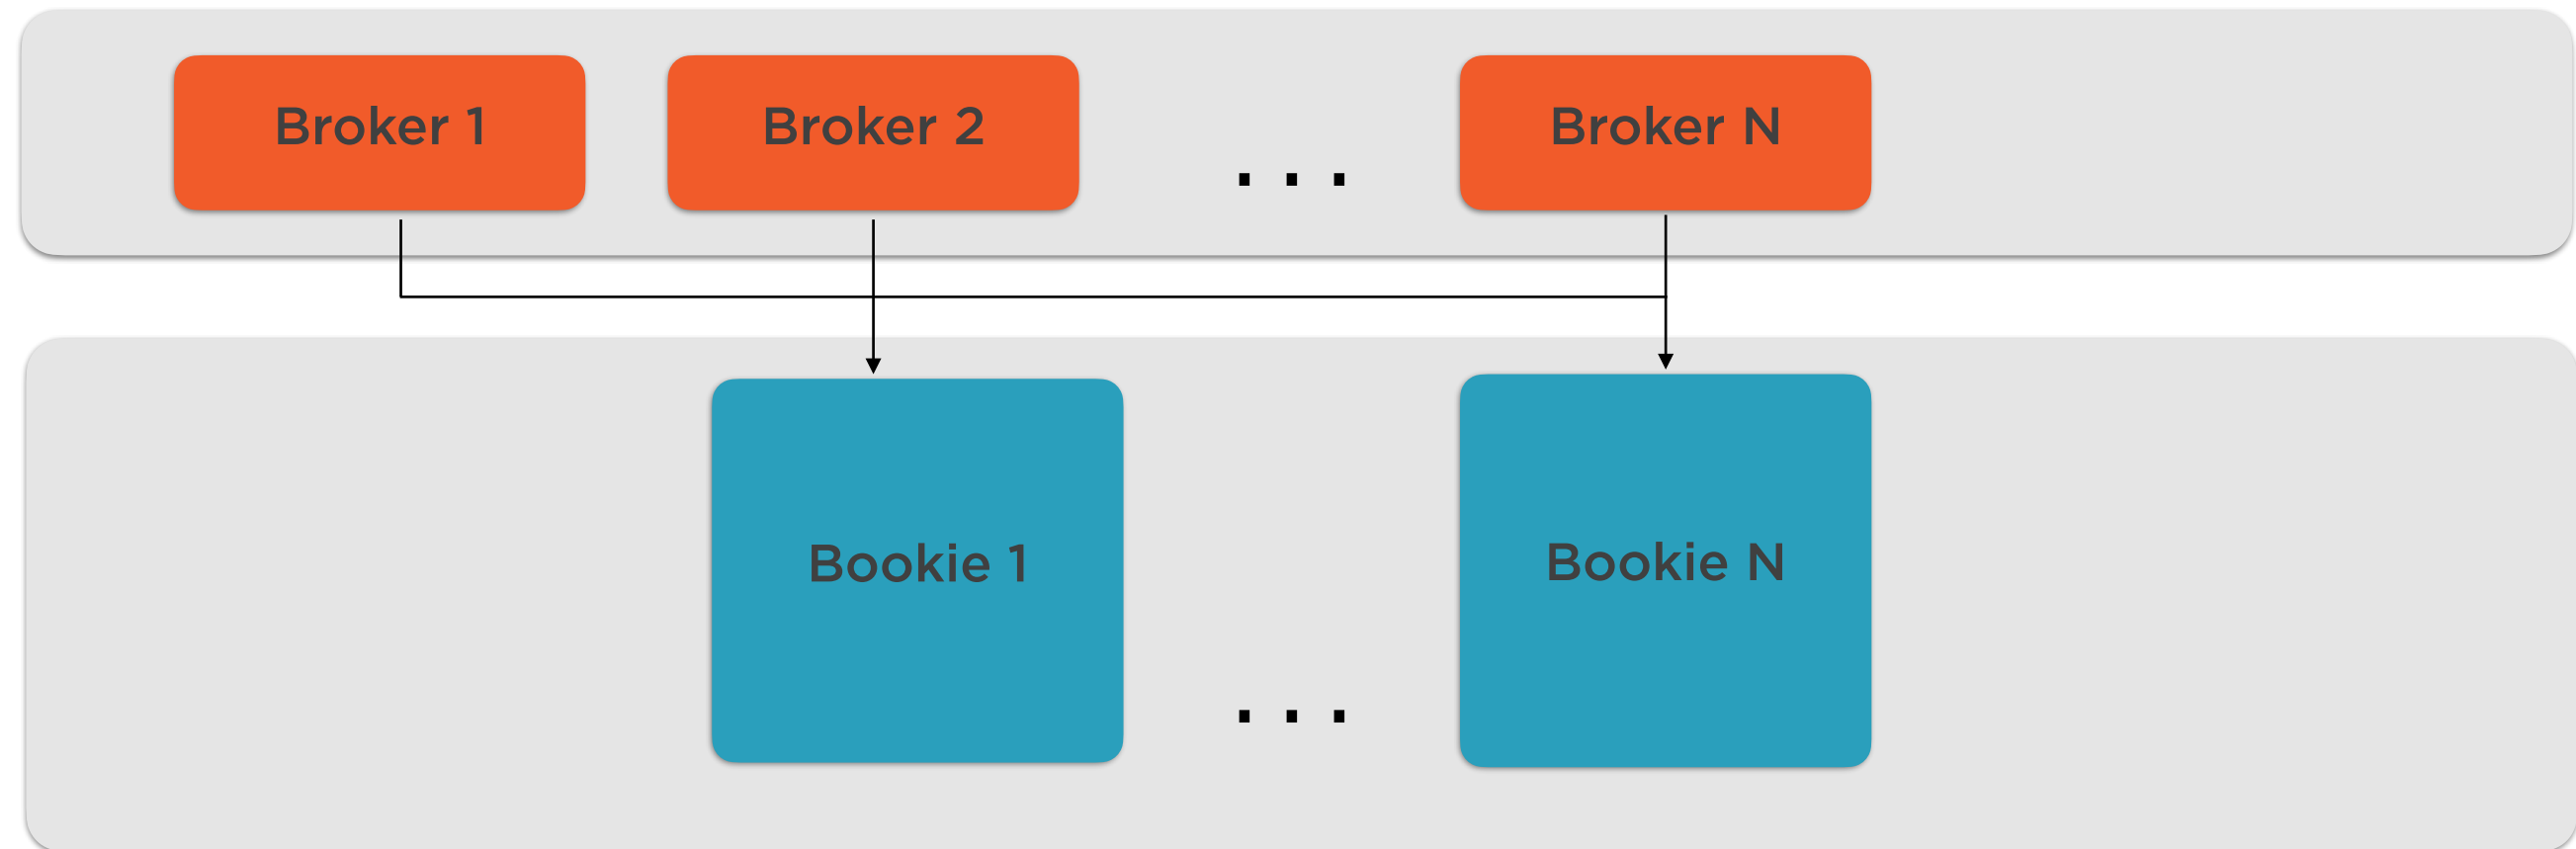 Broker 1
Broker 2
. . .
Broker N
Bookie 1
. . .
Bookie N